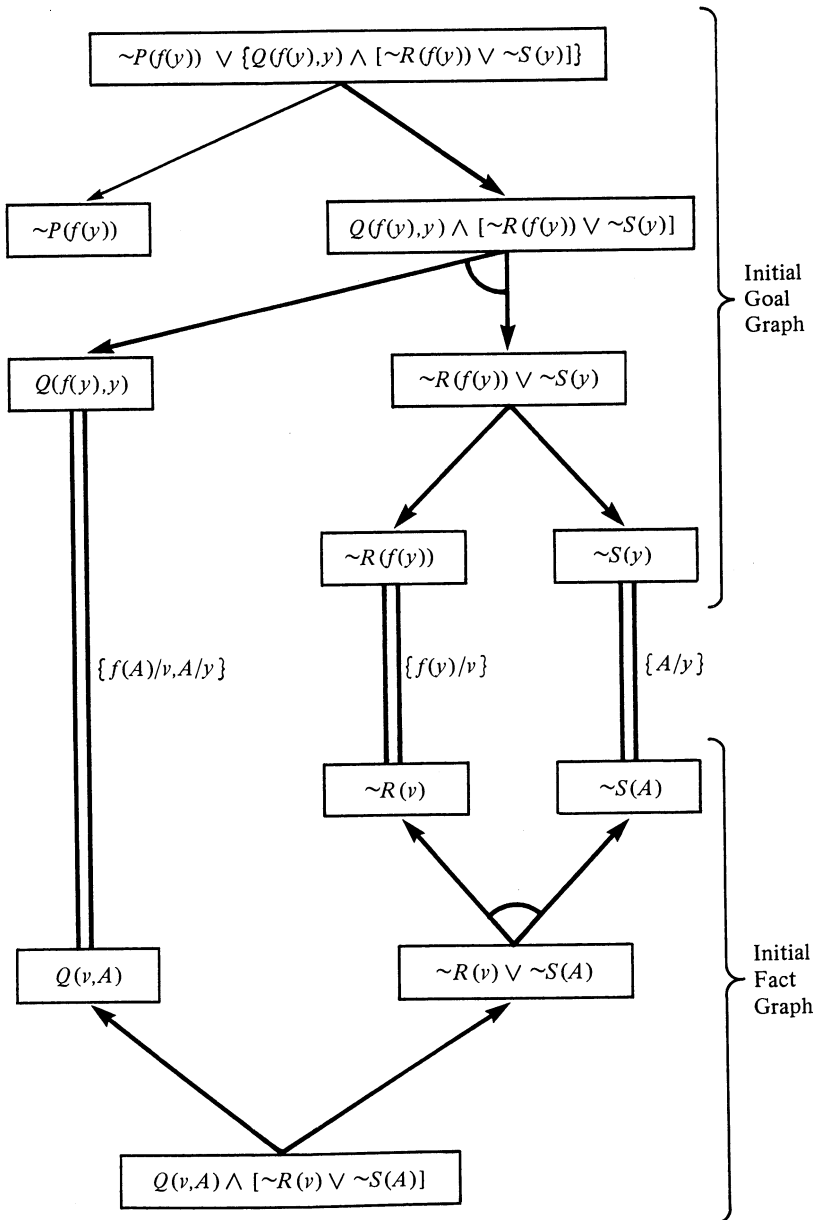 ~P(f(y)) ∨ {Q(f(y),y) ∧ [~R(f(y)) ∨ ~S(y)]}
~P(f(y))
Q(f(y),y) ∧ [~R(f(y)) ∨ ~S(y)]
Initial
Goal
Graph
Q(f(y),y)
~R(f(y)) ∨ ~S(y)
~R(f(y))
~S(y)
{f(A)/v,A/y}
{f(y)/v}
{A/y}
~R(v)
~S(A)
Q(v,A)
~R(v) ∨ ~S(A)
Initial
Fact
Graph
Q(v,A) ∧ [~R(v) ∨ ~S(A)]